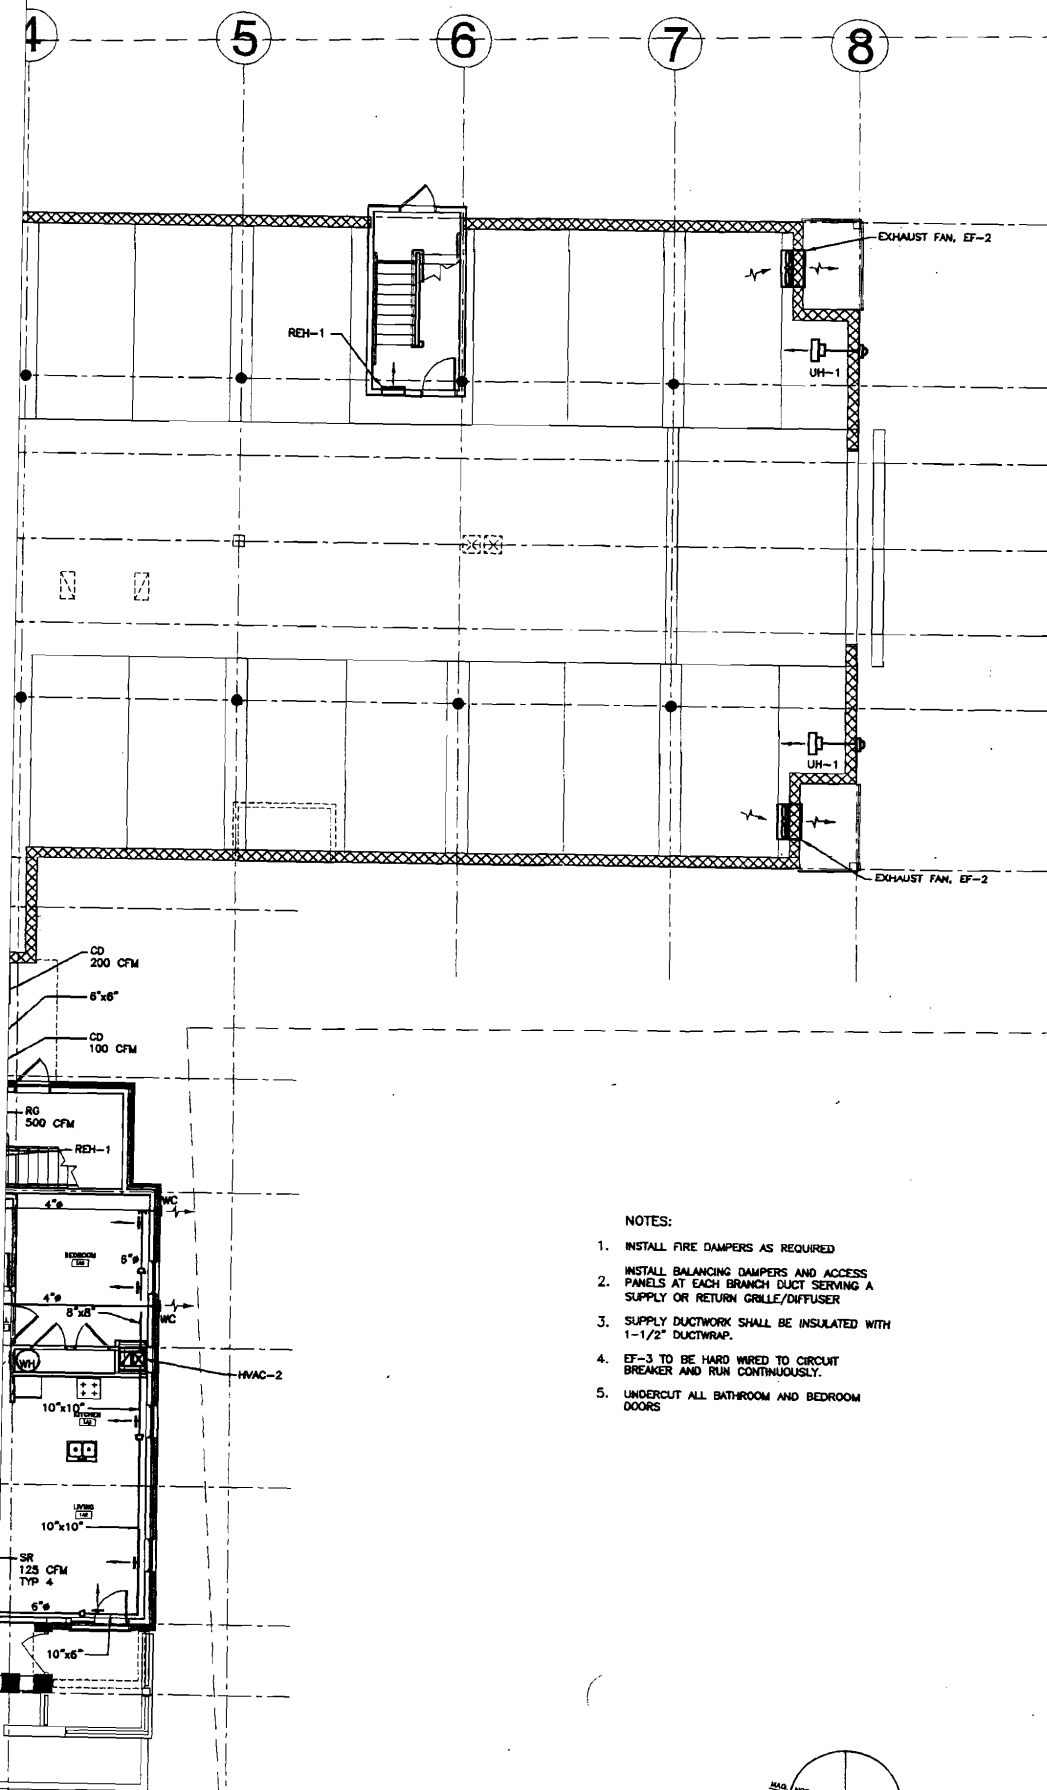 4 5 6 7 8
EXHAUST FAN, EF-2
REH-1
UH-1
UH-1
EXHAUST FAN, EF-2
CD
200 CFM
6"x6"
CD
100 CFM
RG
500 CFM
REH-1
WC
4"ø
BEDROOM
6"ø
4"ø
8"x8"
WC
WH
HVAC-2
10"x10"
KITCHEN
LIVING
10"x10"
SR
125 CFM
TYP 4
6"ø
10"x6"
NOTES:
1. INSTALL FIRE DAMPERS AS REQUIRED
INSTALL BALANCING DAMPERS AND ACCESS
2. PANELS AT EACH BRANCH DUCT SERVING A
SUPPLY OR RETURN GRILLE/DIFFUSER
3. SUPPLY DUCTWORK SHALL BE INSULATED WITH
1-1/2" DUCTWRAP.
4. EF-3 TO BE HARD WIRED TO CIRCUIT
BREAKER AND RUN CONTINUOUSLY.
5. UNDERCUT ALL BATHROOM AND BEDROOM
DOORS